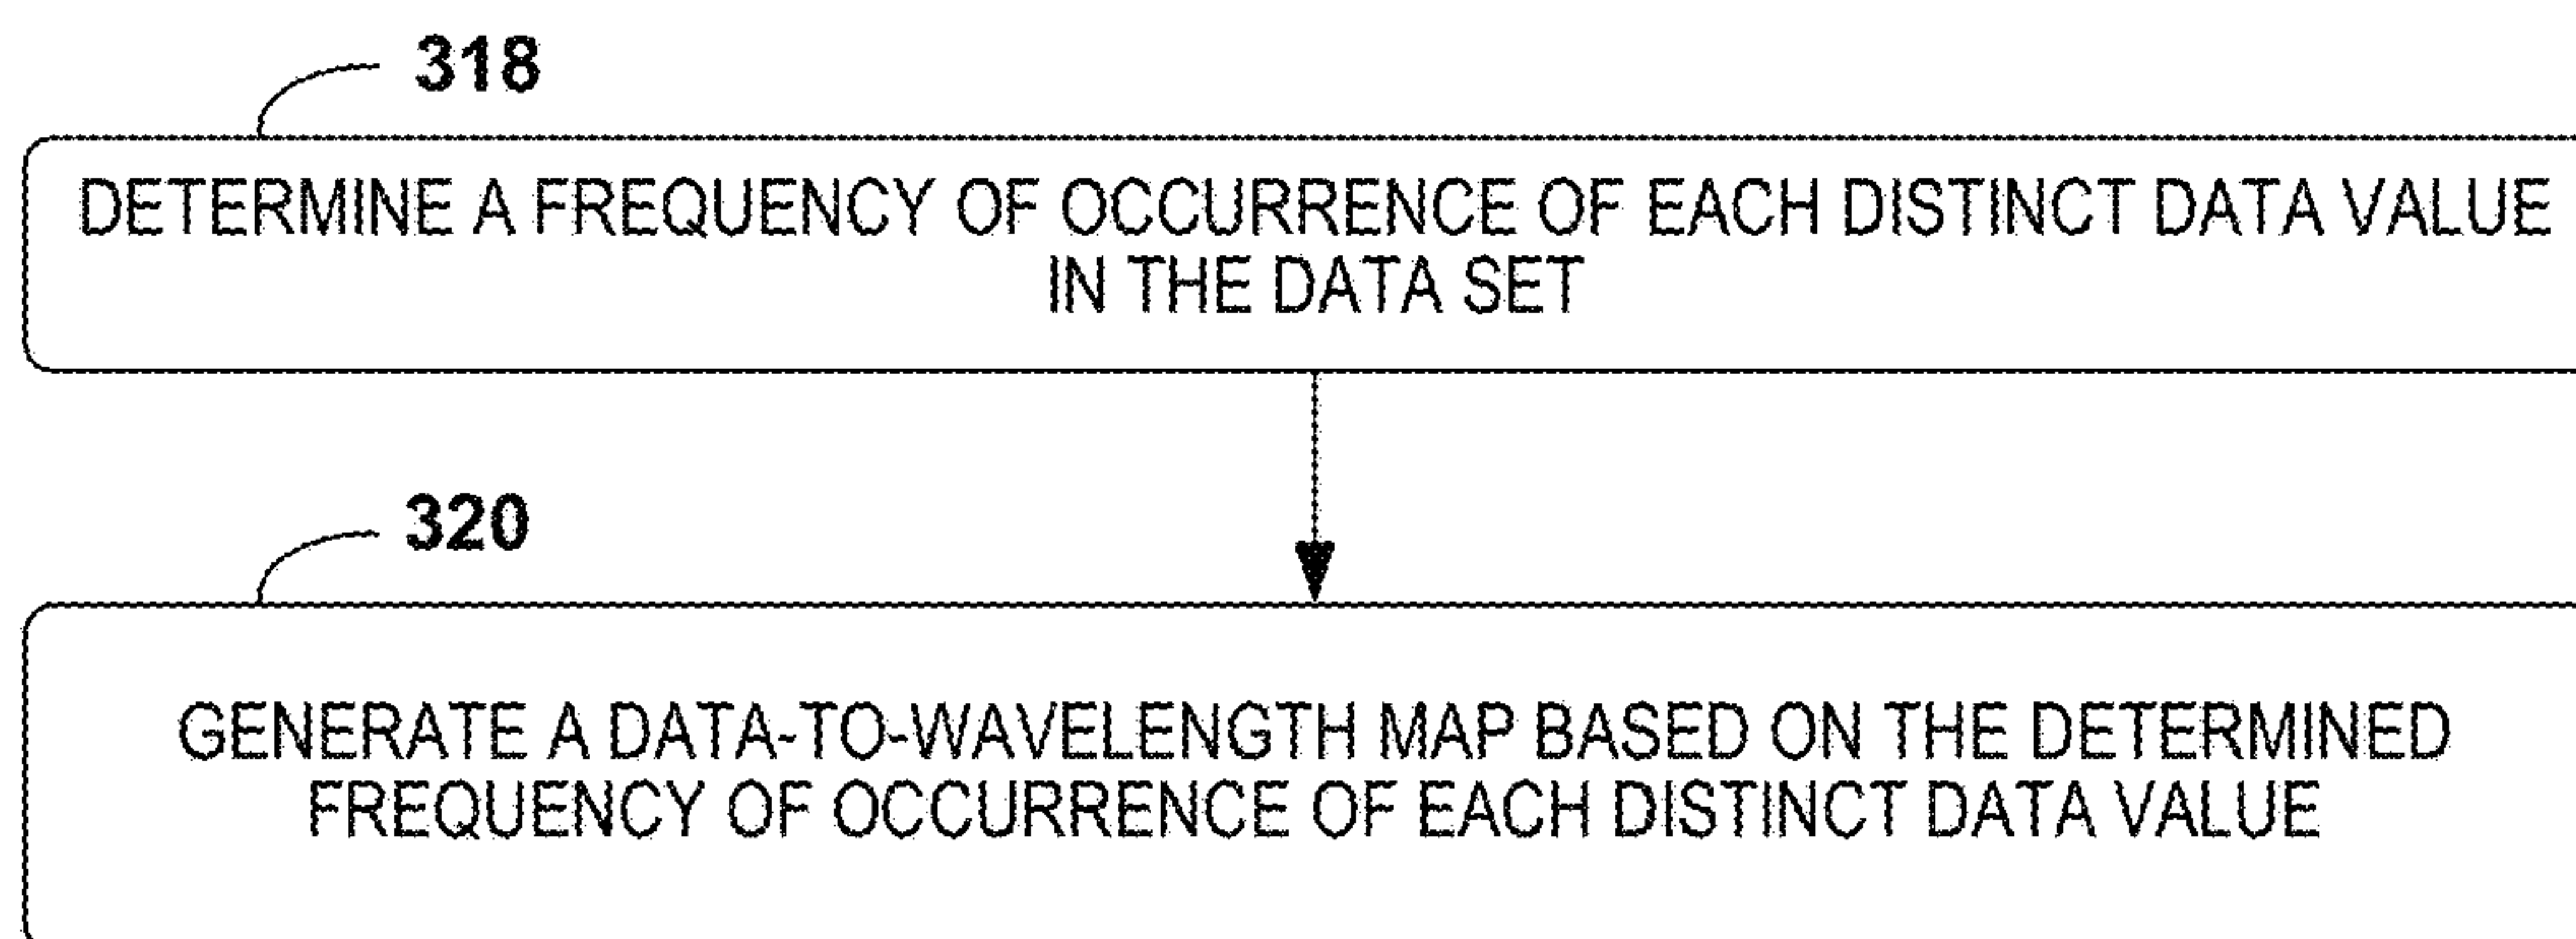 318
DETERMINE A FREQUENCY OF OCCURRENCE OF EACH DISTINCT DATA VALUE
IN THE DATA SET
320
GENERATE A DATA-TO-WAVELENGTH MAP BASED ON THE DETERMINED
FREQUENCY OF OCCURRENCE OF EACH DISTINCT DATA VALUE